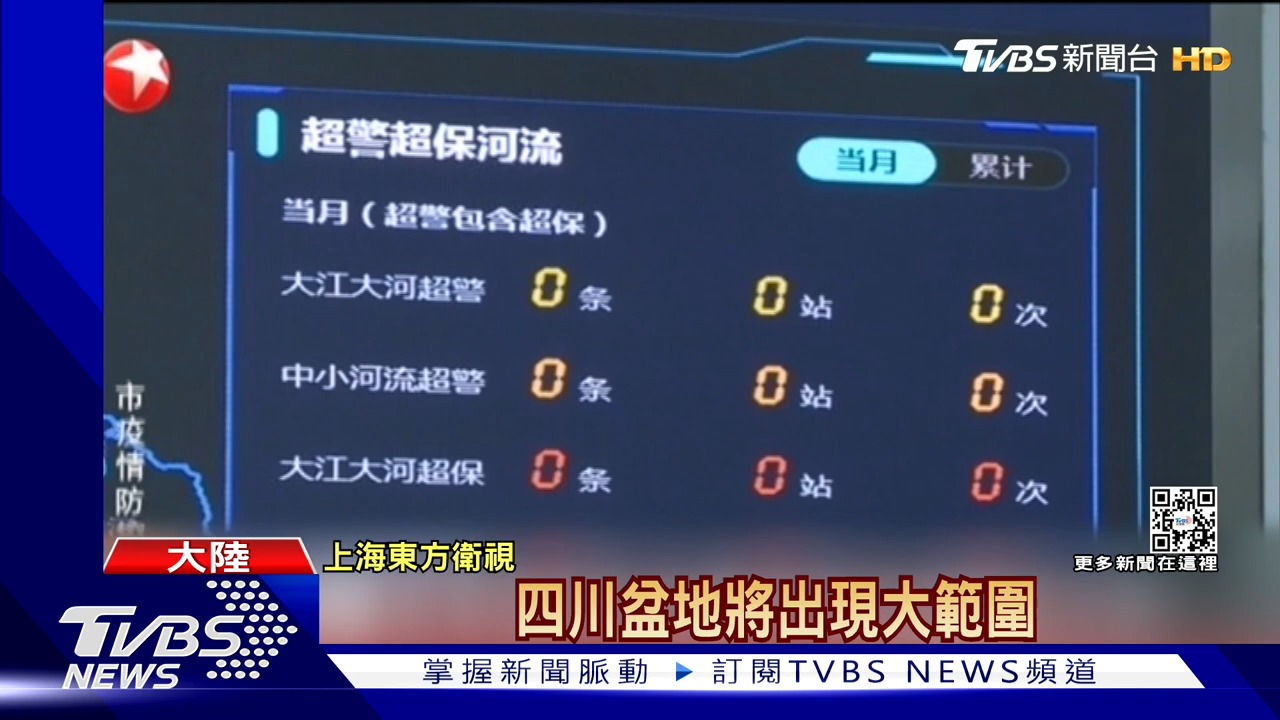 TVBS新聞台 HD
超警超保河流
当月 累计
当月（超警包含超保）
大江大河超警 0条 0站 0次
中小河流超警 0条 0站 0次
大江大河超保 0条 0站 0次
市疫情防
大陸
上海東方衛視
更多新聞在這裡
四川盆地將出現大範圍
TVBS NEWS
掌握新聞脈動 ▶ 訂閱TVBS NEWS頻道